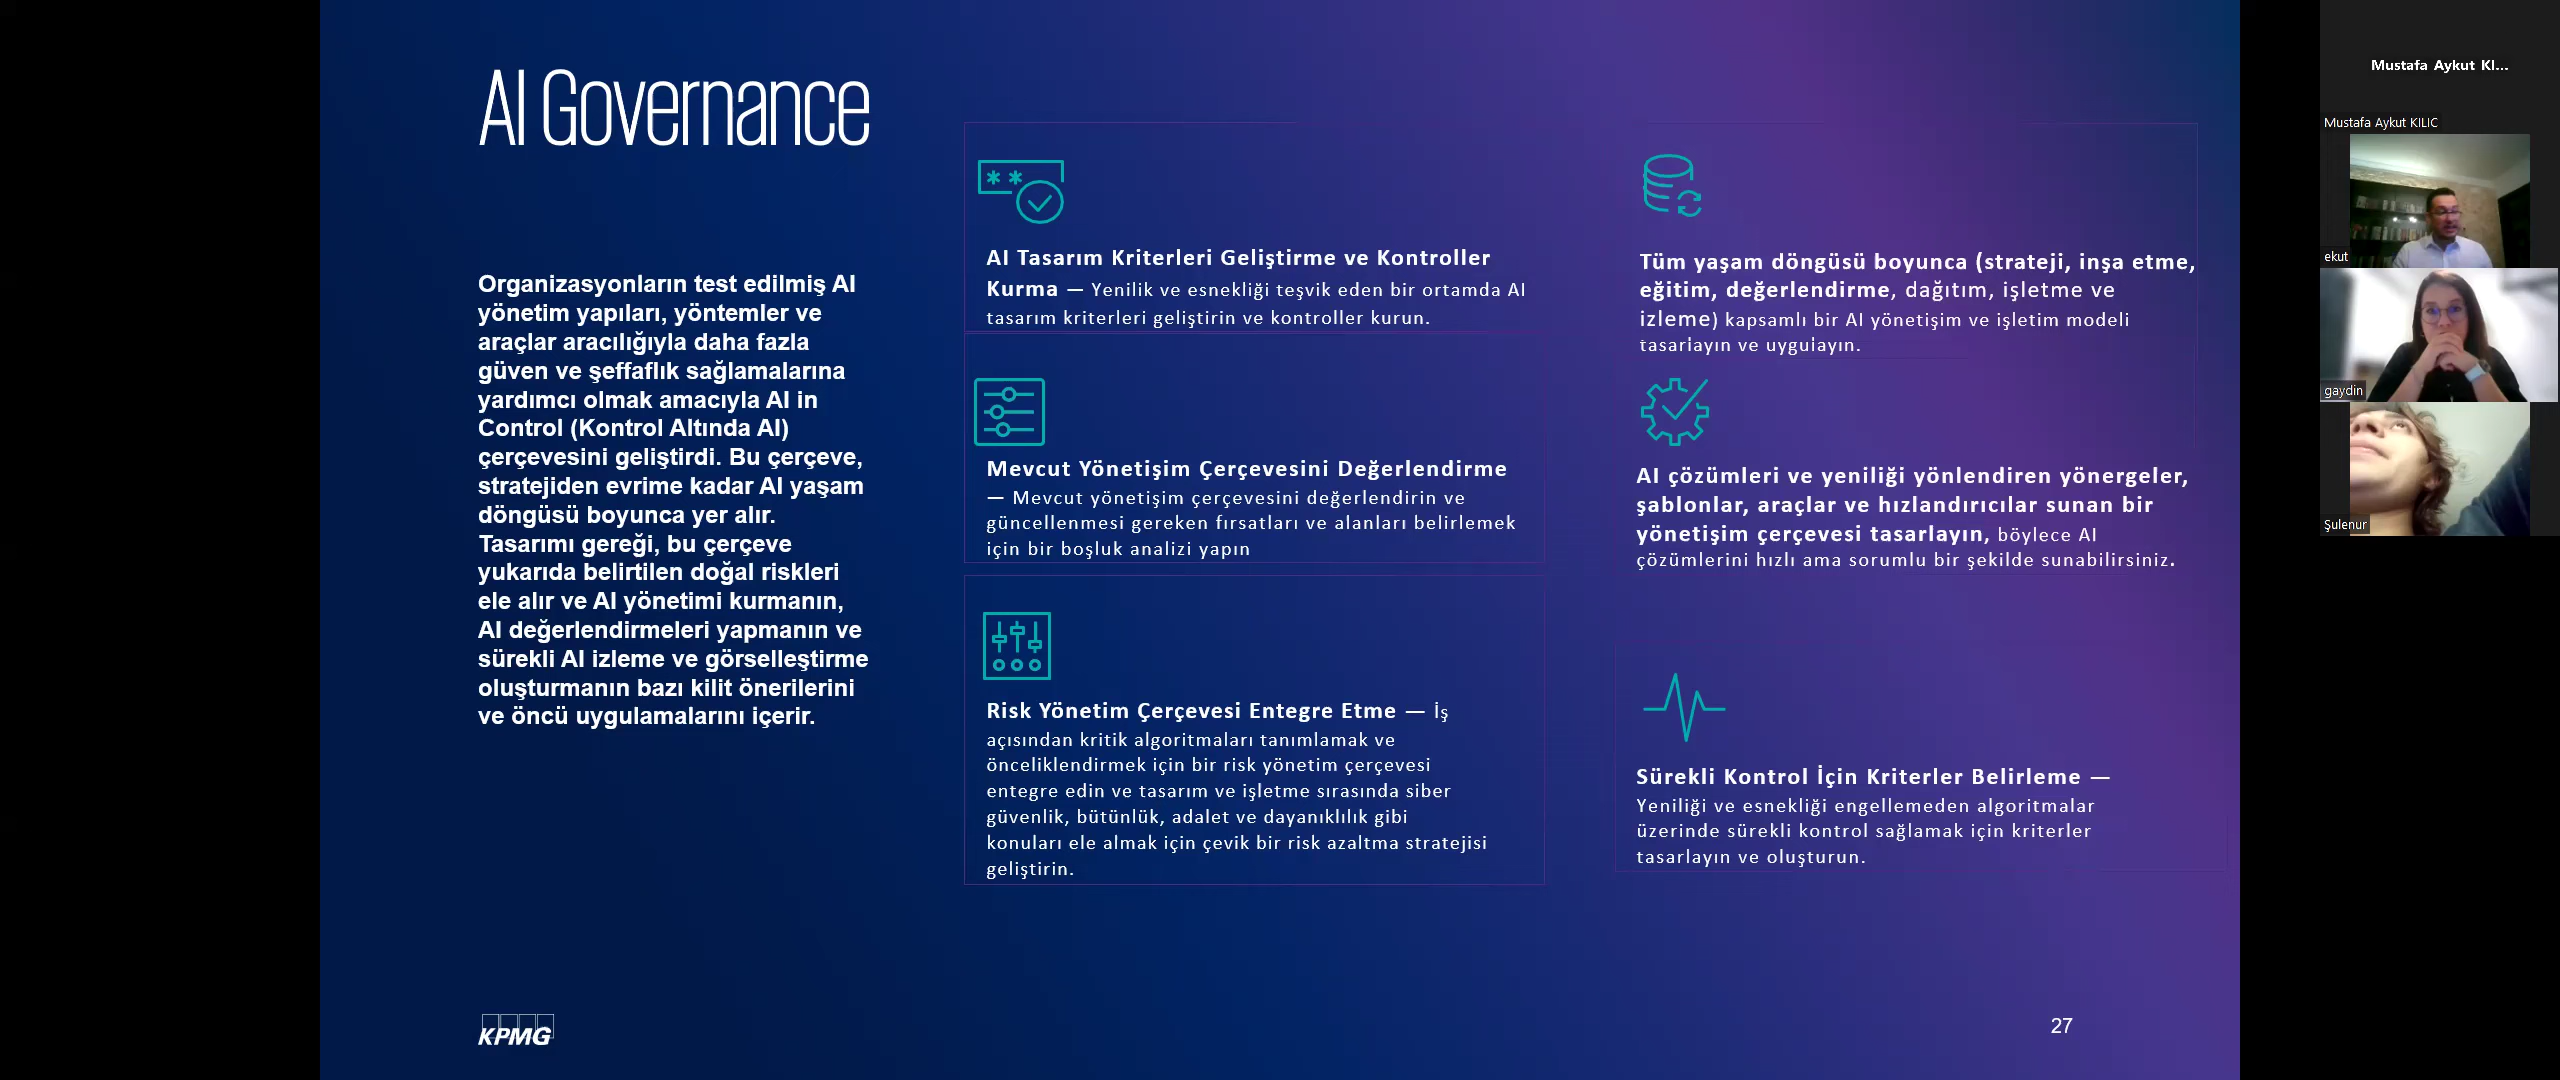 AI Governance
Organizasyonların test edilmiş AI
yönetim yapıları, yöntemler ve
araçlar aracılığıyla daha fazla
güven ve şeffaflık sağlamalarına
yardımcı olmak amacıyla AI in
Control (Kontrol Altında AI)
çerçevesini geliştirdi. Bu çerçeve,
stratejiden evrime kadar AI yaşam
döngüsü boyunca yer alır.
Tasarımı gereği, bu çerçeve
yukarıda belirtilen doğal riskleri
ele alır ve AI yönetimi kurmanın,
AI değerlendirmeleri yapmanın ve
sürekli AI izleme ve görselleştirme
oluşturmanın bazı kilit önerilerini
ve öncü uygulamalarını içerir.
AI Tasarım Kriterleri Geliştirme ve Kontroller
Kurma — Yenilik ve esnekliği teşvik eden bir ortamda AI
tasarım kriterleri geliştirin ve kontroller kurun.
Mevcut Yönetişim Çerçevesini Değerlendirme
— Mevcut yönetişim çerçevesini değerlendirin ve
güncellenmesi gereken fırsatları ve alanları belirlemek
için bir boşluk analizi yapın
Risk Yönetim Çerçevesi Entegre Etme — İş
açısından kritik algoritmaları tanımlamak ve
önceliklendirmek için bir risk yönetim çerçevesi
entegre edin ve tasarım ve işletme sırasında siber
güvenlik, bütünlük, adalet ve dayanıklılık gibi
konuları ele almak için çevik bir risk azaltma stratejisi
geliştirin.
Tüm yaşam döngüsü boyunca (strateji, inşa etme,
eğitim, değerlendirme, dağıtım, işletme ve
izleme) kapsamlı bir AI yönetişim ve işletim modeli
tasarlayın ve uygulayın.
AI çözümleri ve yeniliği yönlendiren yönergeler,
şablonlar, araçlar ve hızlandırıcılar sunan bir
yönetişim çerçevesi tasarlayın, böylece AI
çözümlerini hızlı ama sorumlu bir şekilde sunabilirsiniz.
Sürekli Kontrol İçin Kriterler Belirleme —
Yeniliği ve esnekliği engellemeden algoritmalar
üzerinde sürekli kontrol sağlamak için kriterler
tasarlayın ve oluşturun.
KPMG
27
Mustafa Aykut KI...
Mustafa Aykut KILIC
ekut
gaydin
Şulenur